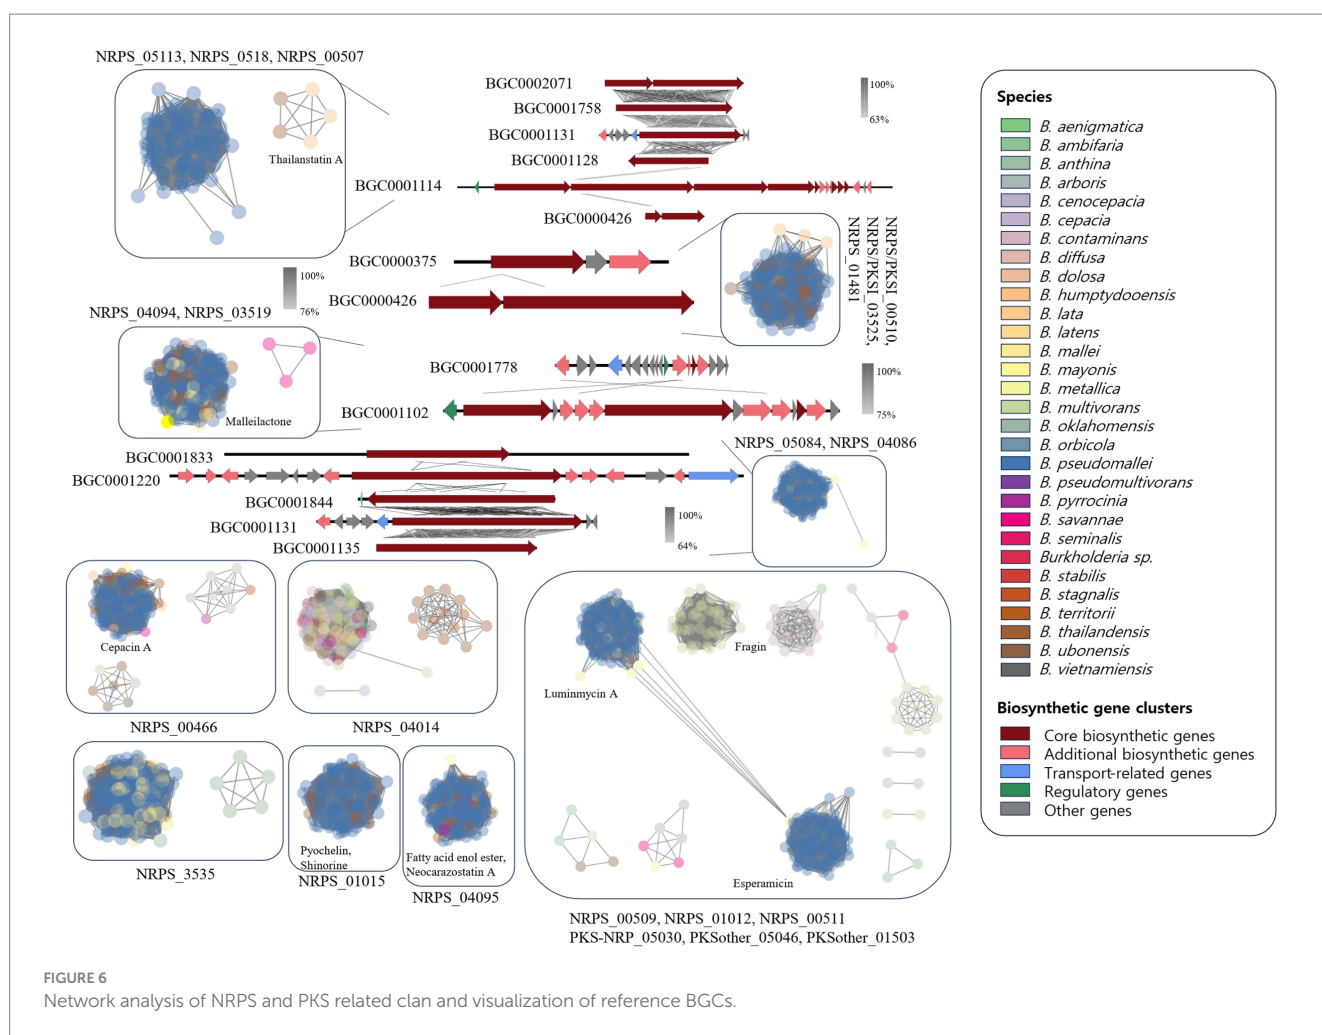 NRPS_05113, NRPS_0518, NRPS_00507
Thailanstatin A
BGC0002071
BGC0001758
BGC0001131
BGC0001128
BGC0001114
BGC0000426
100%
63%
BGC0000375
BGC0000426
100%
76%
NRPS/PKSI_00510,
NRPS/PKSI_03525,
NRPS_01481
NRPS_04094, NRPS_03519
Malleilactone
BGC0001778
BGC0001102
100%
75%
BGC0001833
BGC0001220
BGC0001844
BGC0001131
BGC0001135
100%
64%
NRPS_05084, NRPS_04086
Cepacin A
NRPS_00466
NRPS_04014
NRPS_3535
Pyochelin,
Shinorine
NRPS_01015
Fatty acid enol ester,
Neocarazostatin A
NRPS_04095
Luminmycin A
Fragin
Esperamicin
NRPS_00509, NRPS_01012, NRPS_00511
PKS-NRP_05030, PKSother_05046, PKSother_01503
Species
B. aenigmatica
B. ambifaria
B. anthina
B. arboris
B. cenocepacia
B. cepacia
B. contaminans
B. diffusa
B. dolosa
B. humptydooensis
B. lata
B. latens
B. mallei
B. mayonis
B. metallica
B. multivorans
B. oklahomensis
B. orbicola
B. pseudomallei
B. pseudomultivorans
B. pyrrocinia
B. savannae
B. seminalis
Burkholderia sp.
B. stabilis
B. stagnalis
B. territorii
B. thailandensis
B. ubonensis
B. vietnamiensis
Biosynthetic gene clusters
Core biosynthetic genes
Additional biosynthetic genes
Transport-related genes
Regulatory genes
Other genes
FIGURE 6
Network analysis of NRPS and PKS related clan and visualization of reference BGCs.